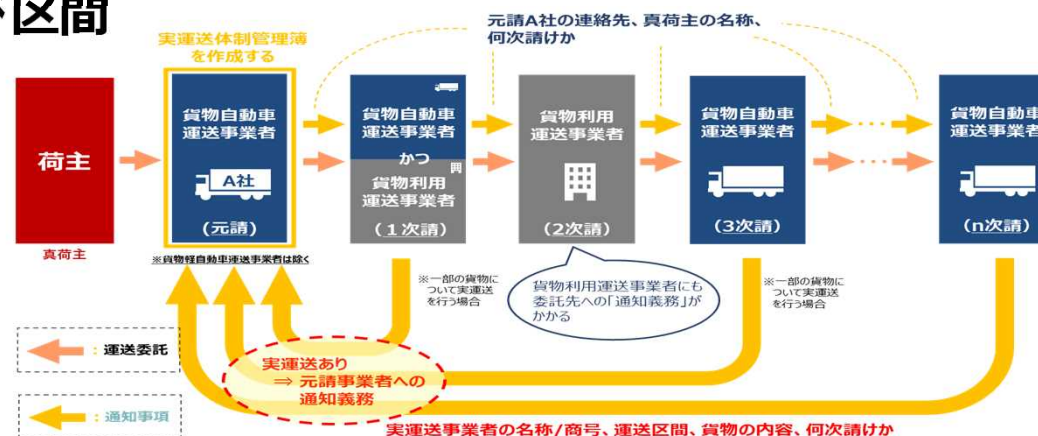 区間
元請A社の連絡先、真荷主の名称、
何次請けか
実運送体制管理簿
を作成する
荷主
真荷主
貨物自動車
運送事業者
A社
(元請)
※貨物軽自動車運送事業者は除く
貨物自動車
運送事業者
かつ
貨物利用
運送事業者
(1次請)
貨物利用
運送事業者
(2次請)
貨物自動車
運送事業者
(3次請)
貨物自動車
運送事業者
(n次請)
※一部の貨物に
ついて実運送
を行う場合
貨物利用運送事業者にも
委託先への「通知義務」が
かかる
※一部の貨物に
ついて実運送
を行う場合
:運送委託
:通知事項
実運送あり
⇒ 元請事業者への
通知義務
実運送事業者の名称/商号、運送区間、貨物の内容、何次請けか